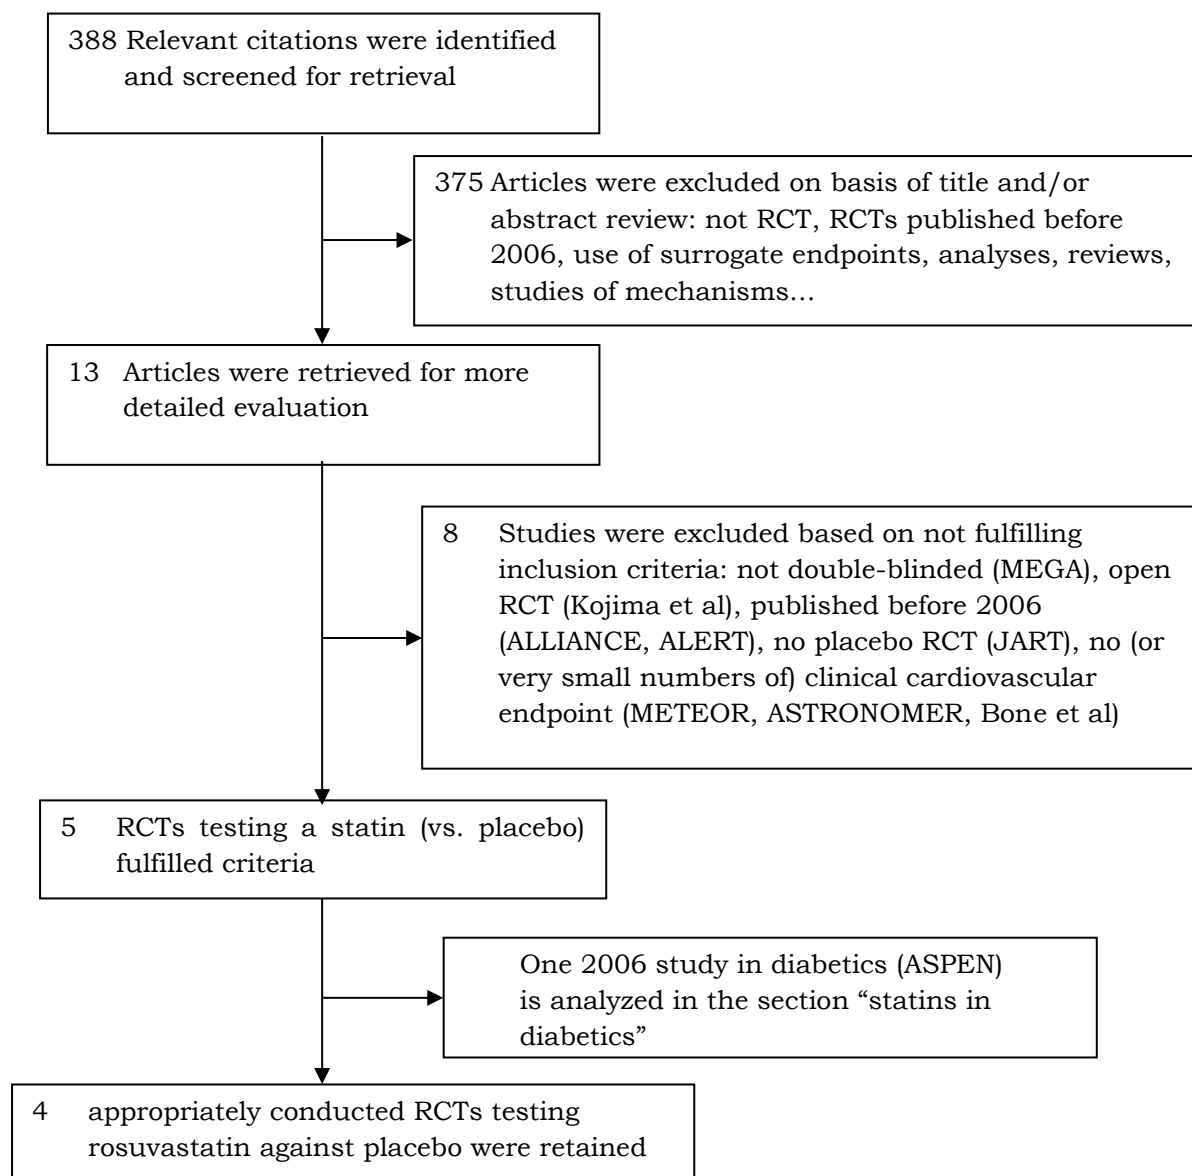 388 Relevant citations were identified
and screened for retrieval
375 Articles were excluded on basis of title and/or
abstract review: not RCT, RCTs published before
2006, use of surrogate endpoints, analyses, reviews,
studies of mechanisms…
13 Articles were retrieved for more
detailed evaluation
8 Studies were excluded based on not fulfilling
inclusion criteria: not double-blinded (MEGA), open
RCT (Kojima et al), published before 2006
(ALLIANCE, ALERT), no placebo RCT (JART), no (or
very small numbers of) clinical cardiovascular
endpoint (METEOR, ASTRONOMER, Bone et al)
5 RCTs testing a statin (vs. placebo)
fulfilled criteria
One 2006 study in diabetics (ASPEN)
is analyzed in the section “statins in
diabetics”
4 appropriately conducted RCTs testing
rosuvastatin against placebo were retained